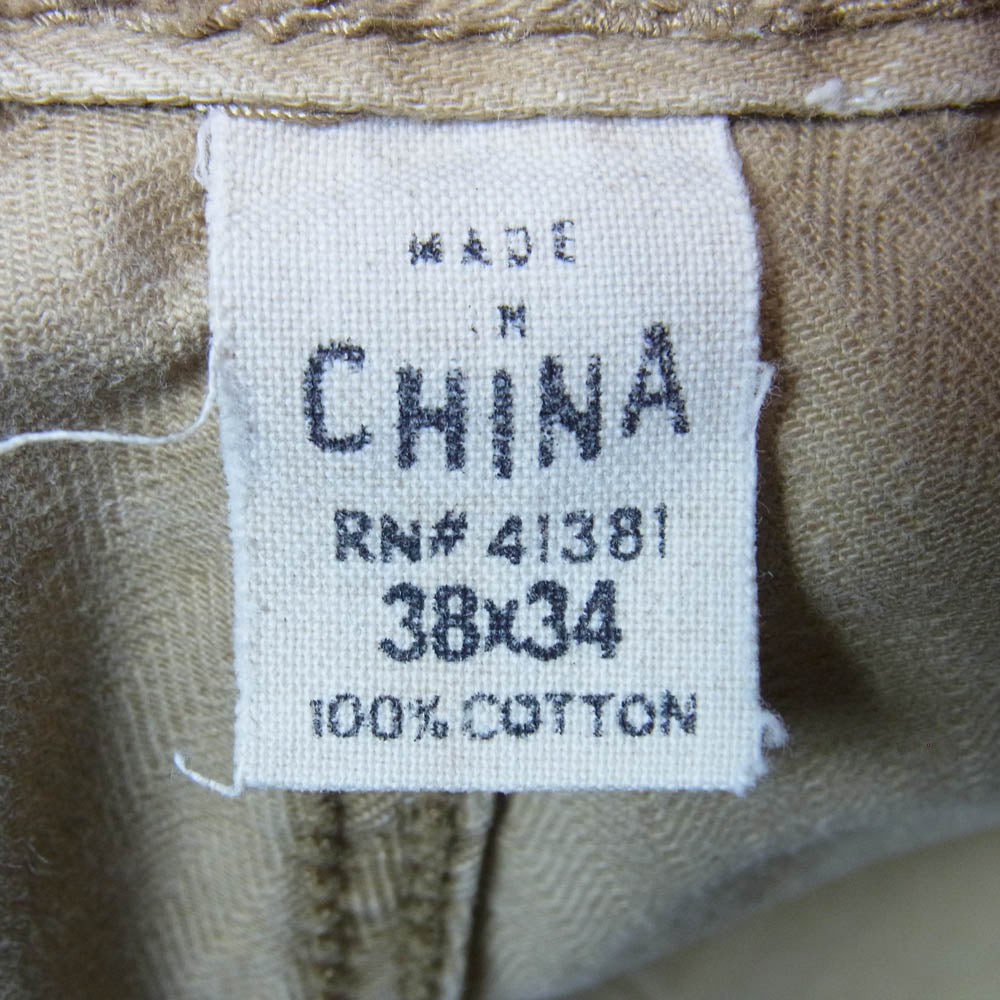 MADE
IN
CHINA
RN# 41381
38x34
100% COTTON